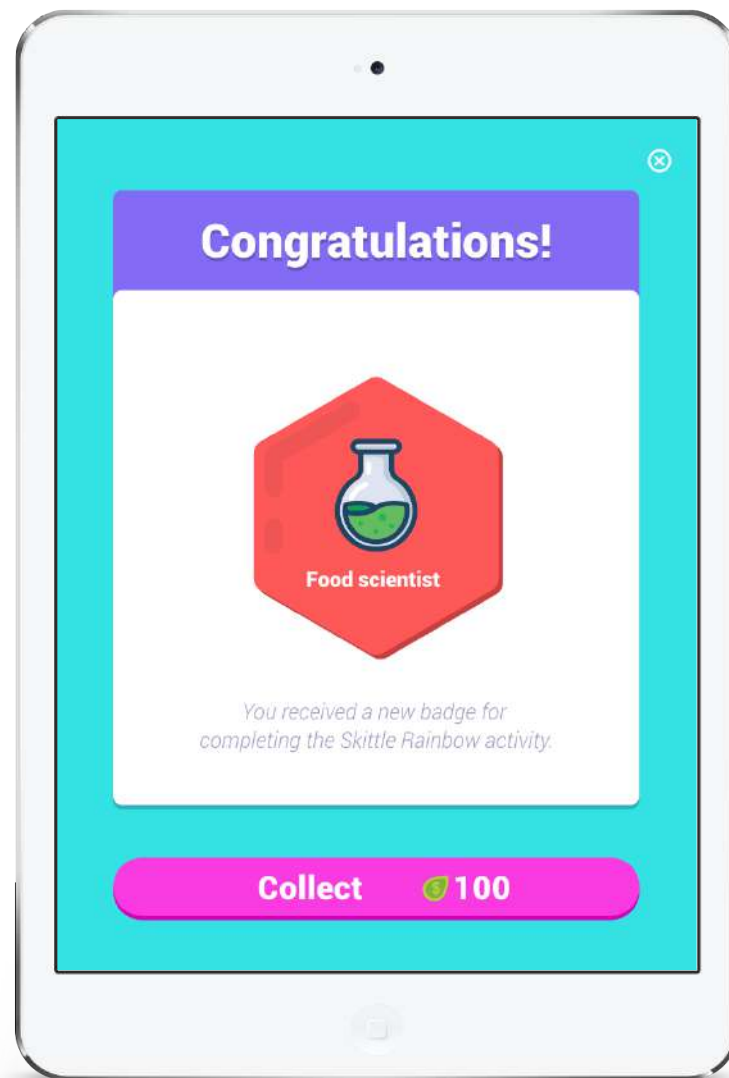 Congratulations!
Food scientist
You received a new badge for
completing the Skittle Rainbow activity.
Collect $ 100